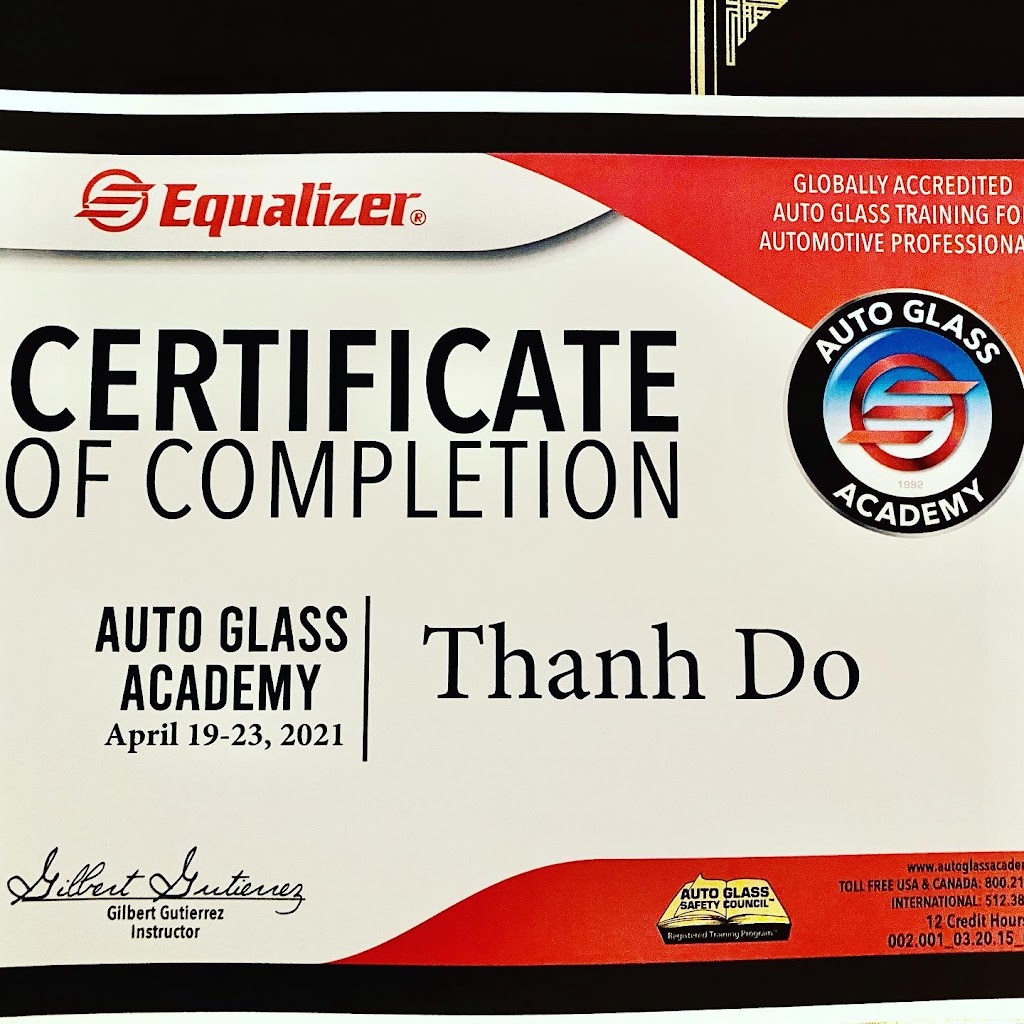 Equalizer®
GLOBALLY ACCREDITED
AUTO GLASS TRAINING FO
AUTOMOTIVE PROFESSIONA
AUTO GLASS
1992
ACADEMY
CERTIFICATE
OF COMPLETION
AUTO GLASS
ACADEMY
April 19-23, 2021
Thanh Do
Gilbert Gutierrez
Gilbert Gutierrez
Instructor
AUTO GLASS
SAFETY COUNCIL™
Registered Training Program™
www.autoglassacade
TOLL FREE USA & CANADA: 800.21
INTERNATIONAL: 512.38
12 Credit Hours
002.001_03.20.15_